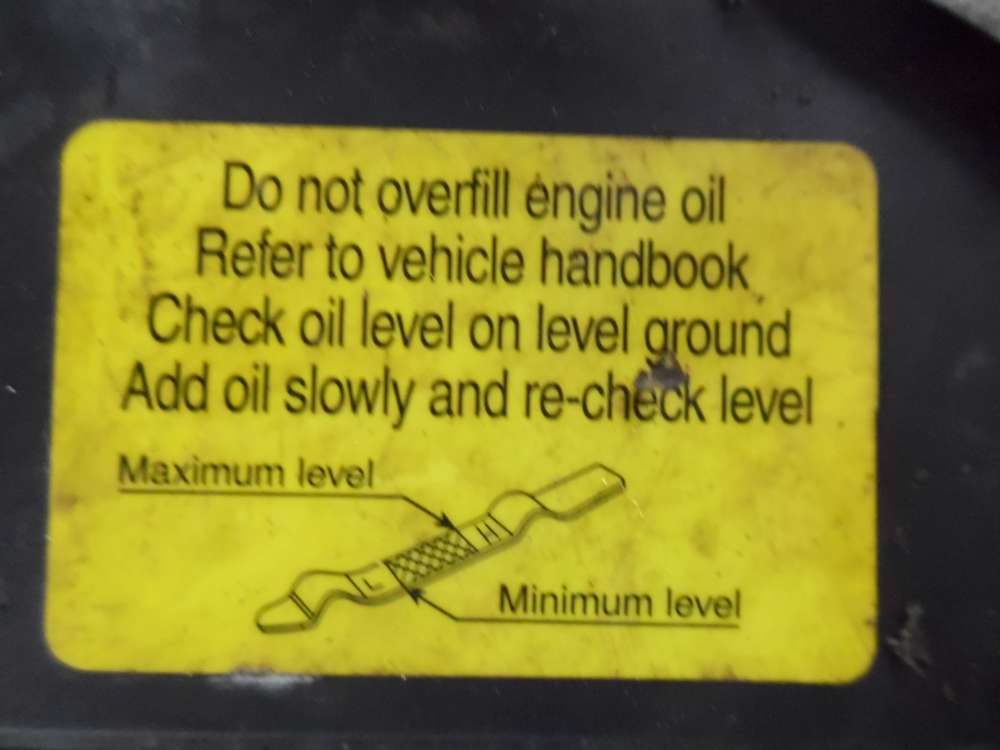 Do not overfill engine oil
Refer to vehicle handbook
Check oil level on level ground
Add oil slowly and re-check level
Maximum level
H
L
Minimum level